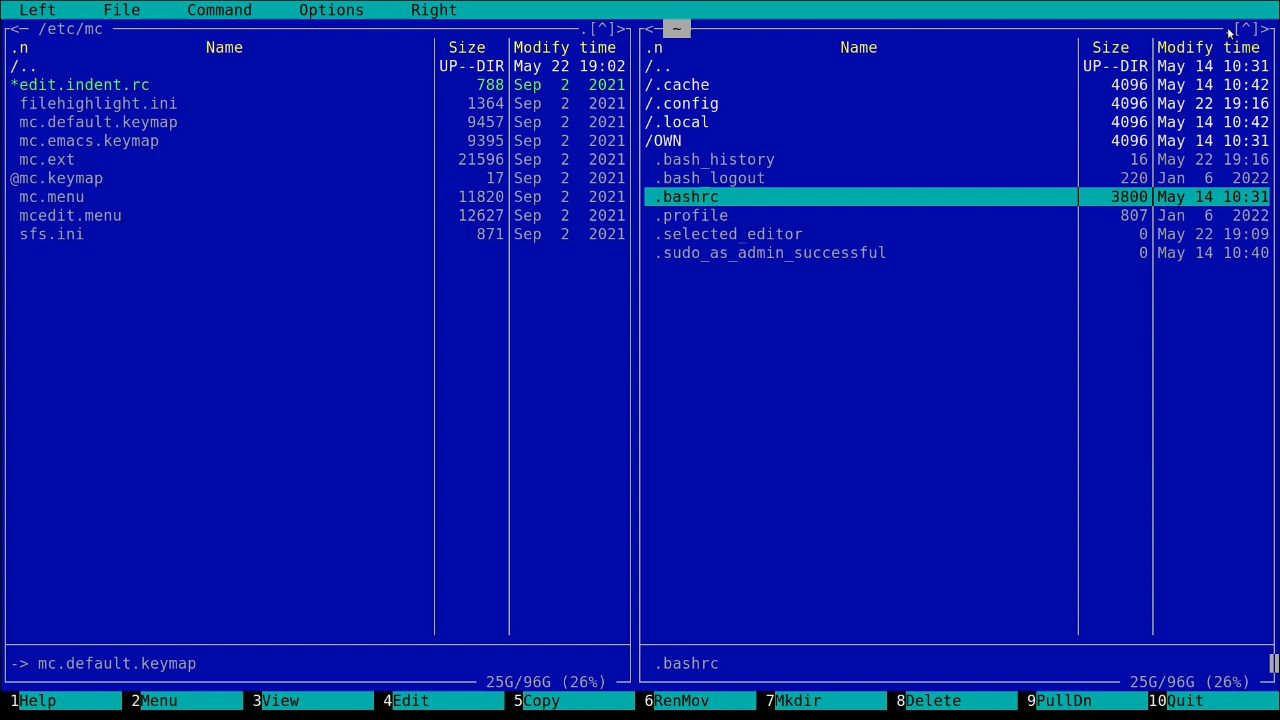 Left File Command Options Right
<─ /etc/mc .[^]>
.n Name Size Modify time
/.. UP--DIR May 22 19:02
*edit.indent.rc 788 Sep 2 2021
filehighlight.ini 1364 Sep 2 2021
mc.default.keymap 9457 Sep 2 2021
mc.emacs.keymap 9395 Sep 2 2021
mc.ext 21596 Sep 2 2021
@mc.keymap 17 Sep 2 2021
mc.menu 11820 Sep 2 2021
mcedit.menu 12627 Sep 2 2021
sfs.ini 871 Sep 2 2021
-> mc.default.keymap
25G/96G (26%)
<─ ~ .[^]>
.n Name Size Modify time
/.. UP--DIR May 14 10:31
/.cache 4096 May 14 10:42
/.config 4096 May 22 19:16
/.local 4096 May 14 10:42
/OWN 4096 May 14 10:31
.bash_history 16 May 22 19:16
.bash_logout 220 Jan 6 2022
.bashrc 3800 May 14 10:31
.profile 807 Jan 6 2022
.selected_editor 0 May 22 19:09
.sudo_as_admin_successful 0 May 14 10:40
.bashrc
25G/96G (26%)
1Help 2Menu 3View 4Edit 5Copy 6RenMov 7Mkdir 8Delete 9PullDn 10Quit